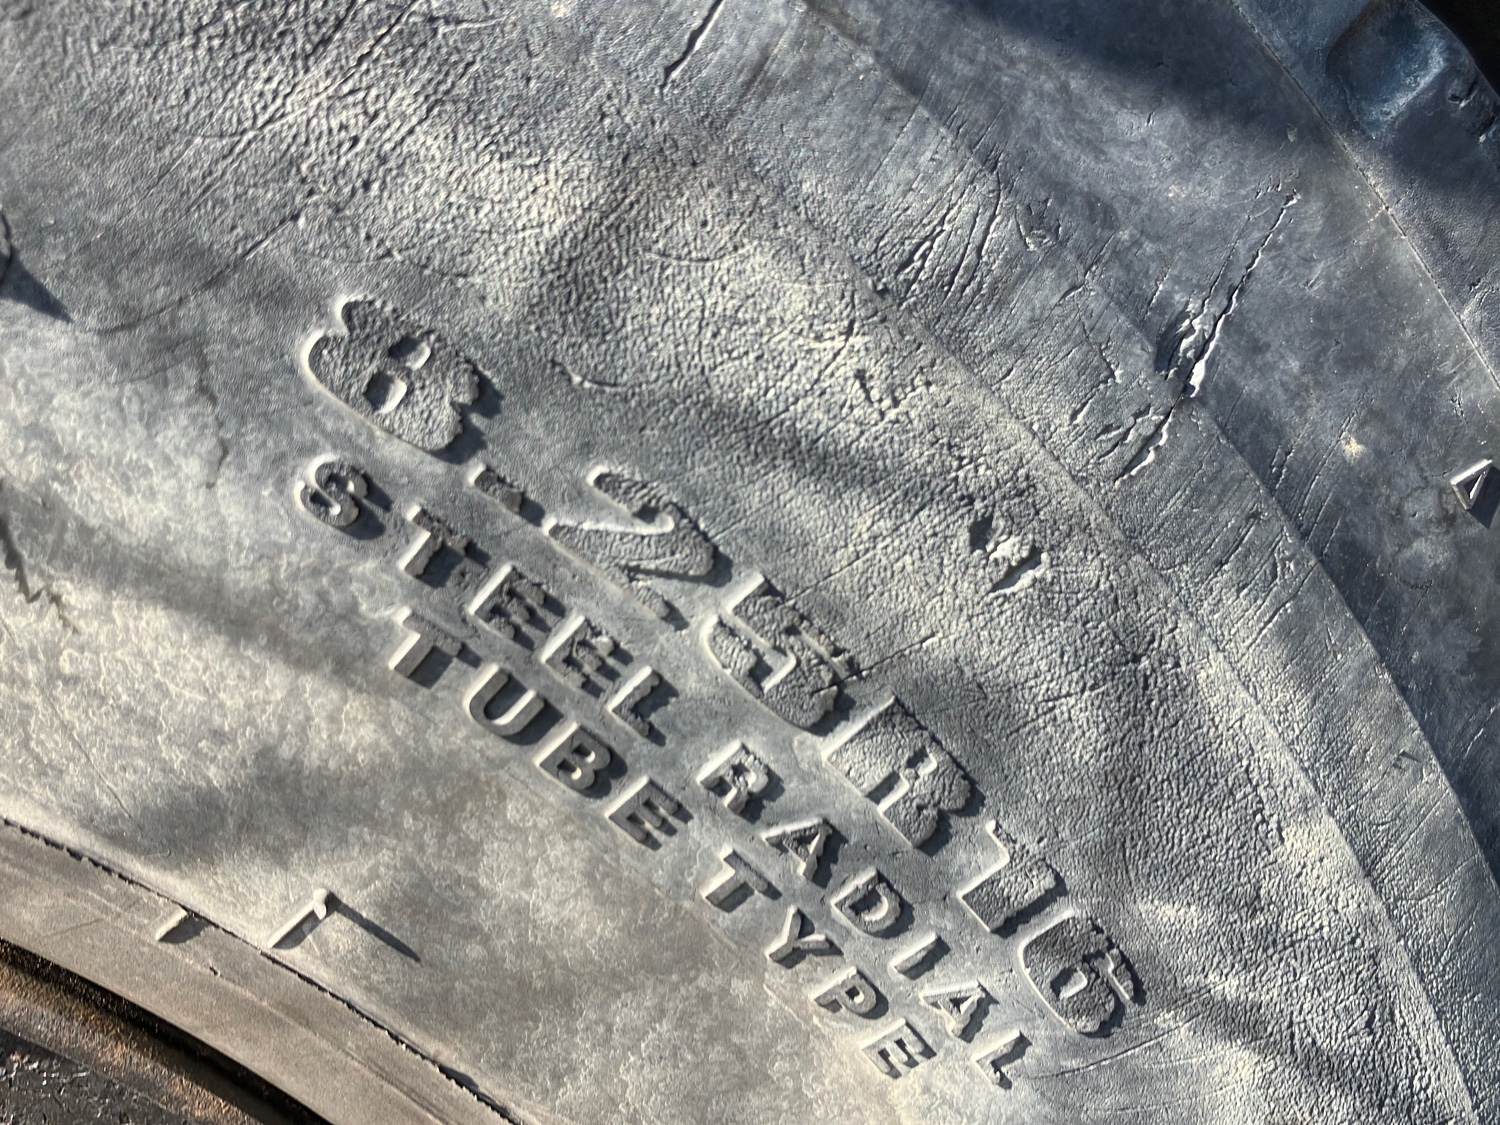 8.25R16
STEEL RADIAL
TUBE TYPE